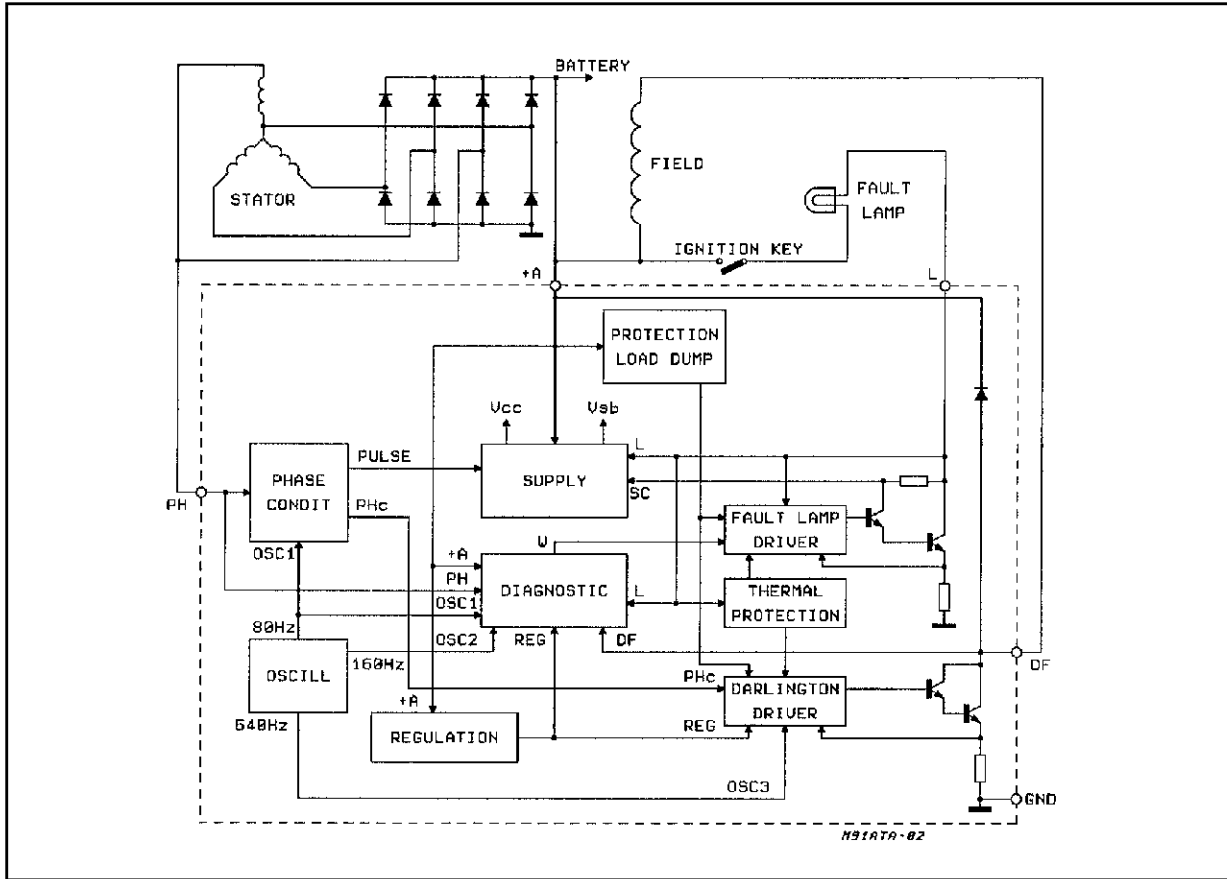 BATTERY
FIELD
STATOR
FAULT
LAMP
IGNITION KEY
+A
L
PROTECTION
LOAD DUMP
Vcc
Vsb
L
PULSE
SUPPLY
PHASE
CONDIT
SC
PH
PHc
FAULT LAMP
DRIVER
OSC1
W
+A
PH
DIAGNOSTIC
L
THERMAL
PROTECTION
OSC1
80Hz
OSC2
REG
DF
OSCILL
160Hz
DF
PHc
DARLINGTON
DRIVER
640Hz
+A
REGULATION
REG
OSC3
GND
M91ATA-02